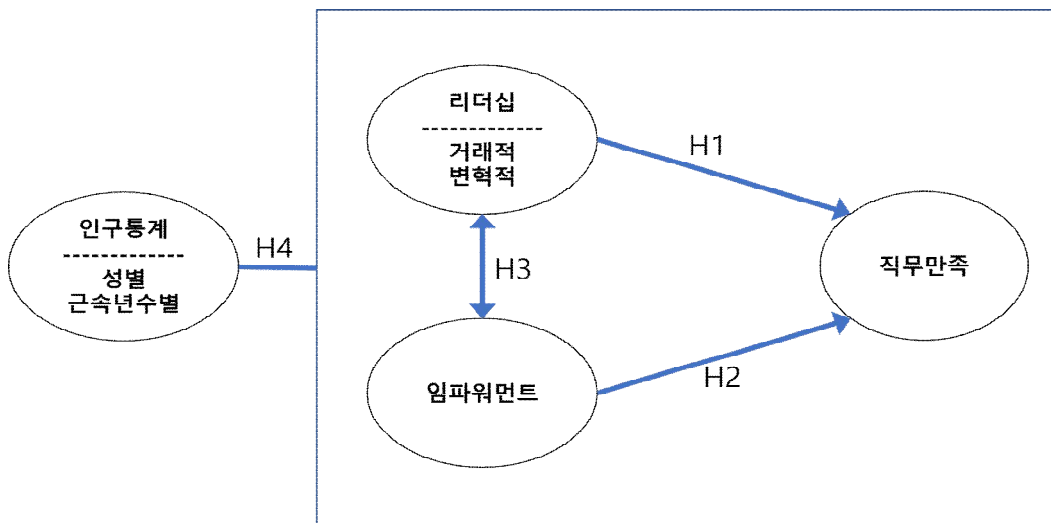 리더십
거래적
변혁적
H1
인구통계
성별
근속년수별
H4
H3
직무만족
임파워먼트
H2